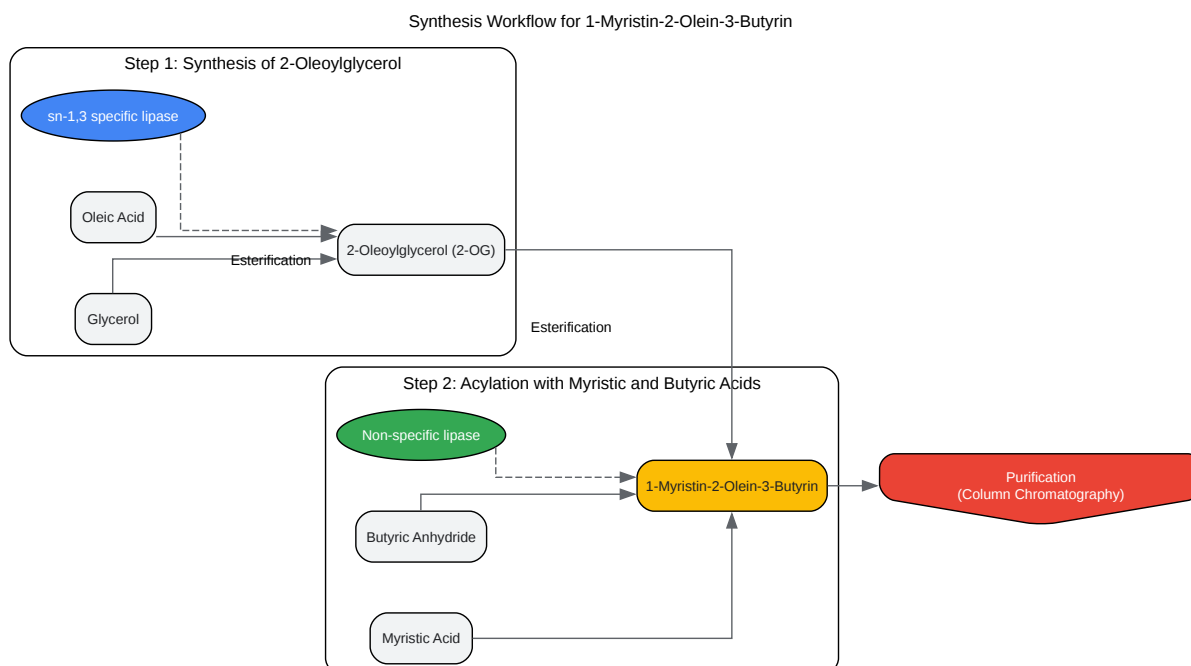 Synthesis Workflow for 1-Myristin-2-Olein-3-Butyrin
Step 1: Synthesis of 2-Oleoylglycerol
sn-1,3 specific lipase
Oleic Acid
2-Oleoylglycerol (2-OG)
Esterification
Glycerol
Esterification
Step 2: Acylation with Myristic and Butyric Acids
Non-specific lipase
1-Myristin-2-Olein-3-Butyrin
Purification
(Column Chromatography)
Butyric Anhydride
Myristic Acid